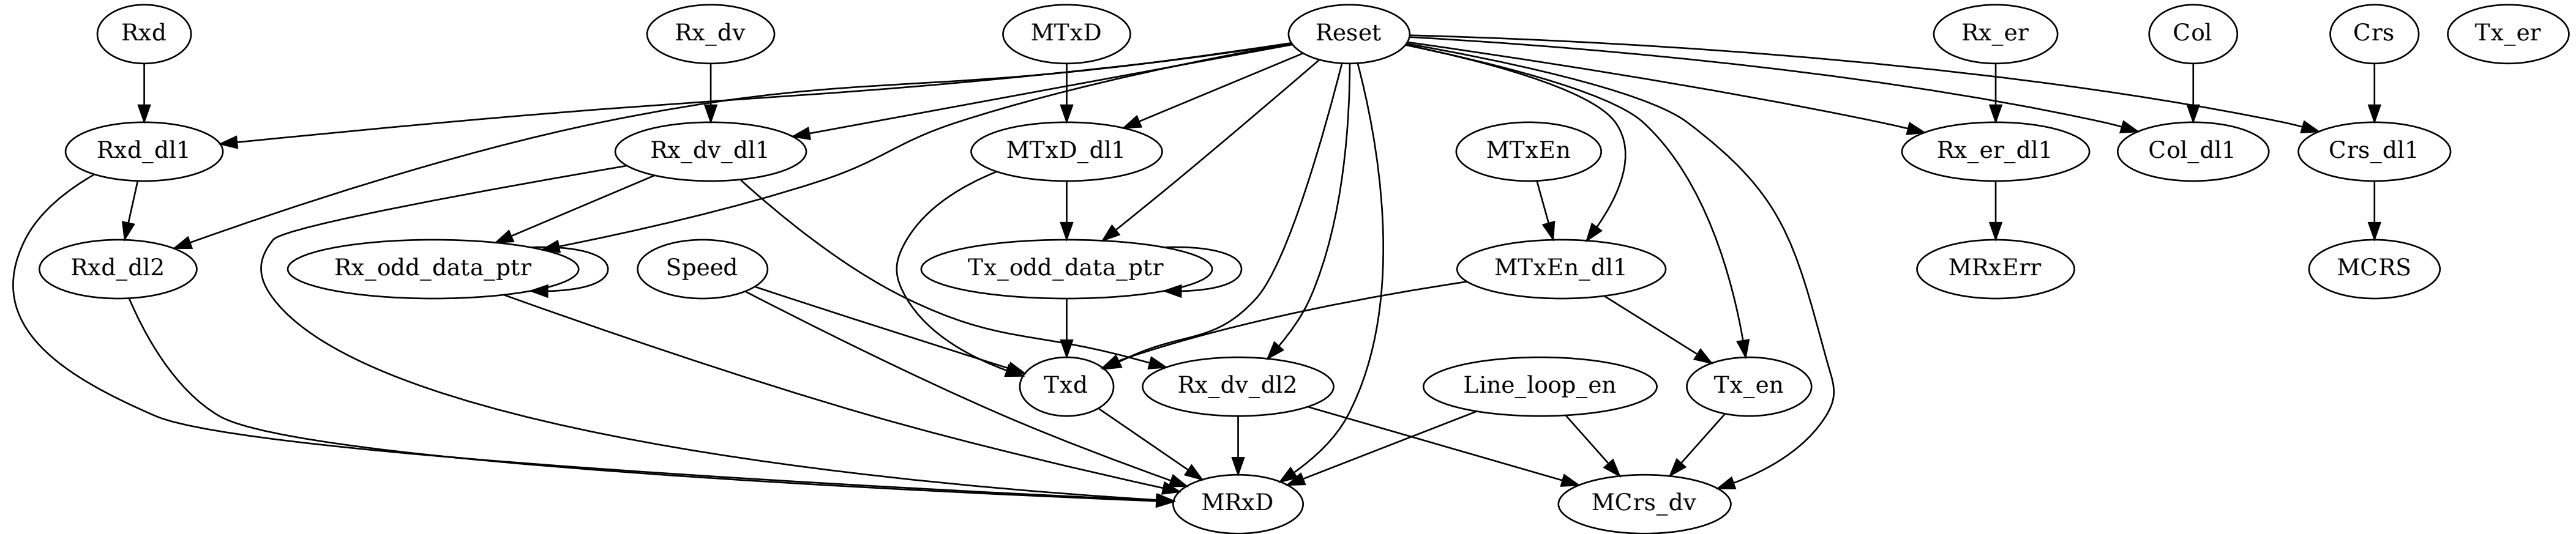 Rxd
Rx_dv
MTxD
Reset
Rx_er
Col
Crs
Tx_er
Rxd_dl1
Rx_dv_dl1
MTxD_dl1
MTxEn
Rx_er_dl1
Col_dl1
Crs_dl1
Rxd_dl2
Rx_odd_data_ptr
Speed
Tx_odd_data_ptr
MTxEn_dl1
MRxErr
MCRS
Txd
Rx_dv_dl2
Line_loop_en
Tx_en
MRxD
MCrs_dv